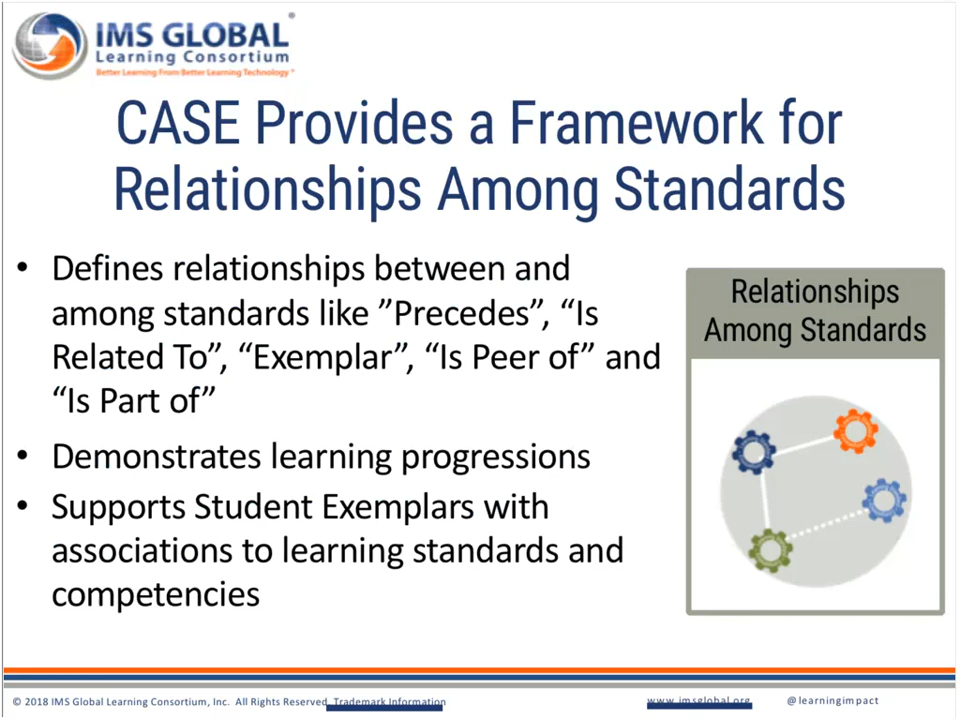 IMS GLOBAL®
Learning Consortium
Better Learning From Better Learning Technology®
CASE Provides a Framework for
Relationships Among Standards
• Defines relationships between and
among standards like ”Precedes”, “Is
Related To”, “Exemplar”, “Is Peer of” and
“Is Part of”
• Demonstrates learning progressions
• Supports Student Exemplars with
associations to learning standards and
competencies
Relationships
Among Standards
© 2018 IMS Global Learning Consortium, Inc. All Rights Reserved. Trademark Information
www.imsglobal.org
@learningimpact